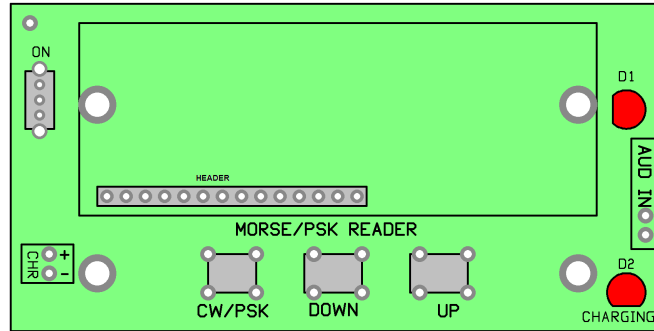 ON
D1
HEADER
AUD IN
MORSE/PSK READER
+
CHR
-
D2
CW/PSK
DOWN
UP
CHARGING